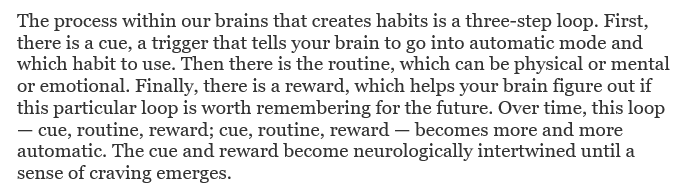 The process within our brains that creates habits is a three-step loop. First,
there is a cue, a trigger that tells your brain to go into automatic mode and
which habit to use. Then there is the routine, which can be physical or mental
or emotional. Finally, there is a reward, which helps your brain figure out if
this particular loop is worth remembering for the future. Over time, this loop
— cue, routine, reward; cue, routine, reward — becomes more and more
automatic. The cue and reward become neurologically intertwined until a
sense of craving emerges.